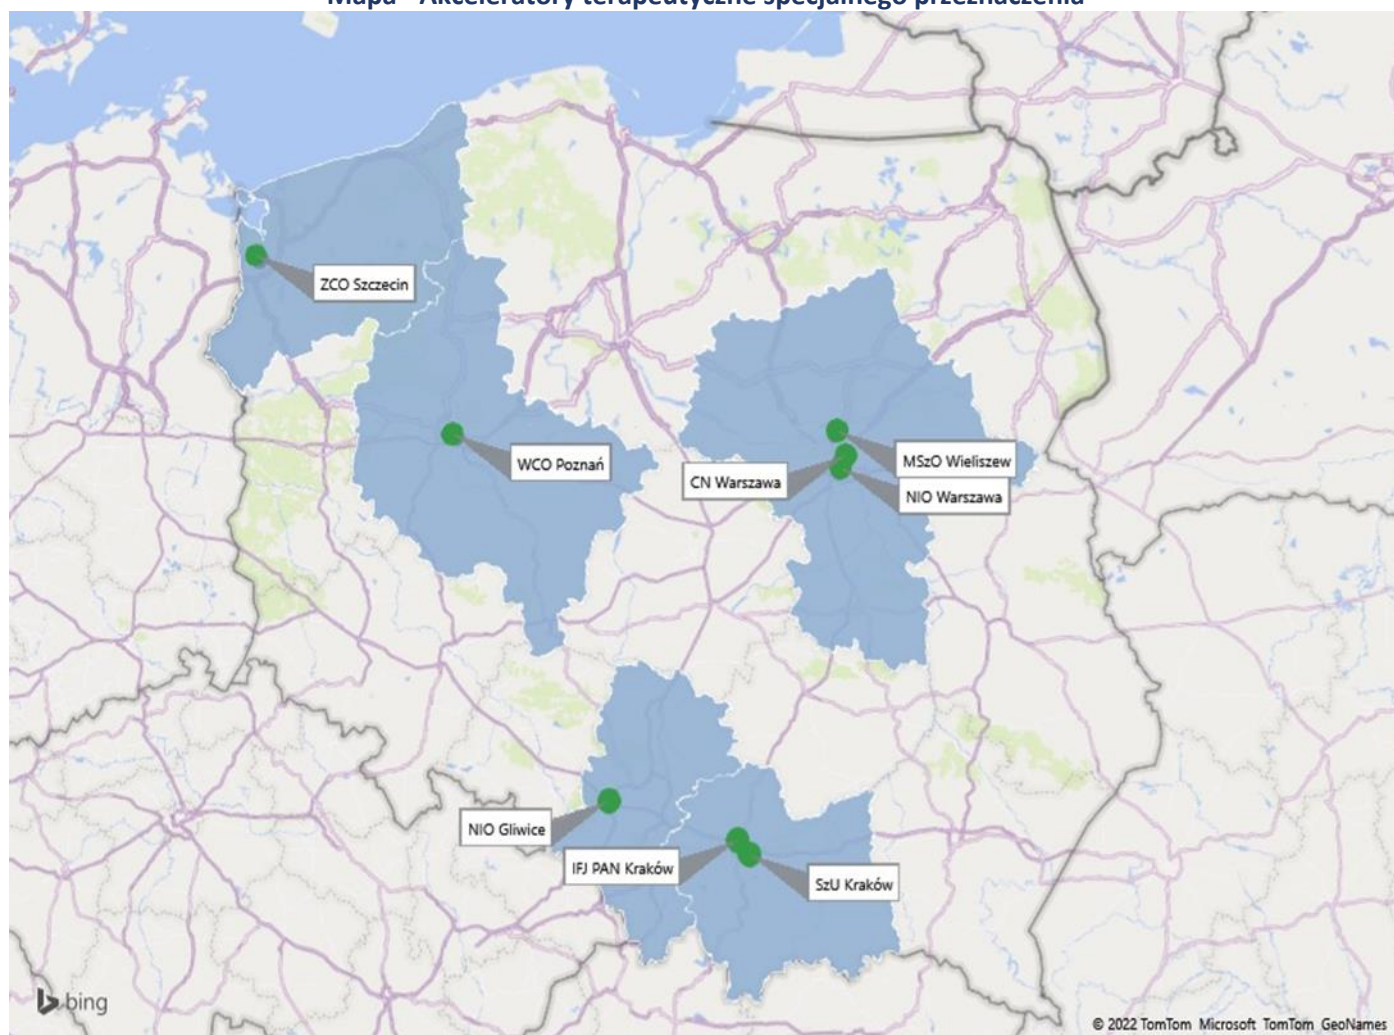 Mapa - Akceleratory terapeutyczne specjalnego przeznaczenia
ZCO Szczecin
WCO Poznań
MSzO Wieliszew
CN Warszawa
NIO Warszawa
NIO Gliwice
IFJ PAN Kraków
SzU Kraków
bing
© 2022 TomTom Microsoft TomTom GeoNames